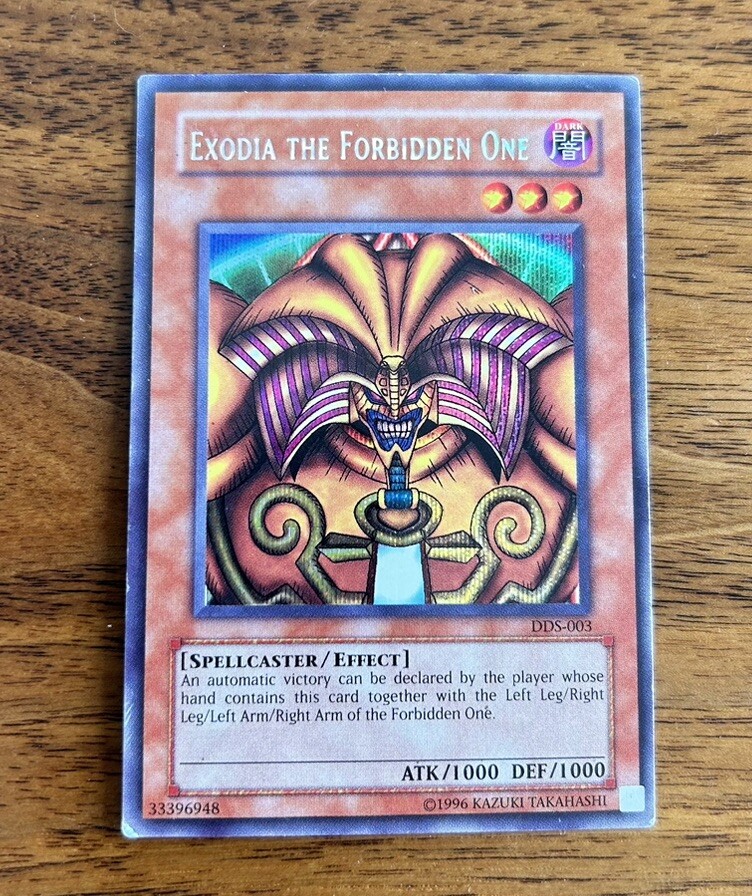 EXODIA THE FORBIDDEN ONE
DARK
闇
DDS-003
[SPELLCASTER/EFFECT]
An automatic victory can be declared by the player whose
hand contains this card together with the Left Leg/Right
Leg/Left Arm/Right Arm of the Forbidden One.
ATK/1000 DEF/1000
33396948
©1996 KAZUKI TAKAHASHI